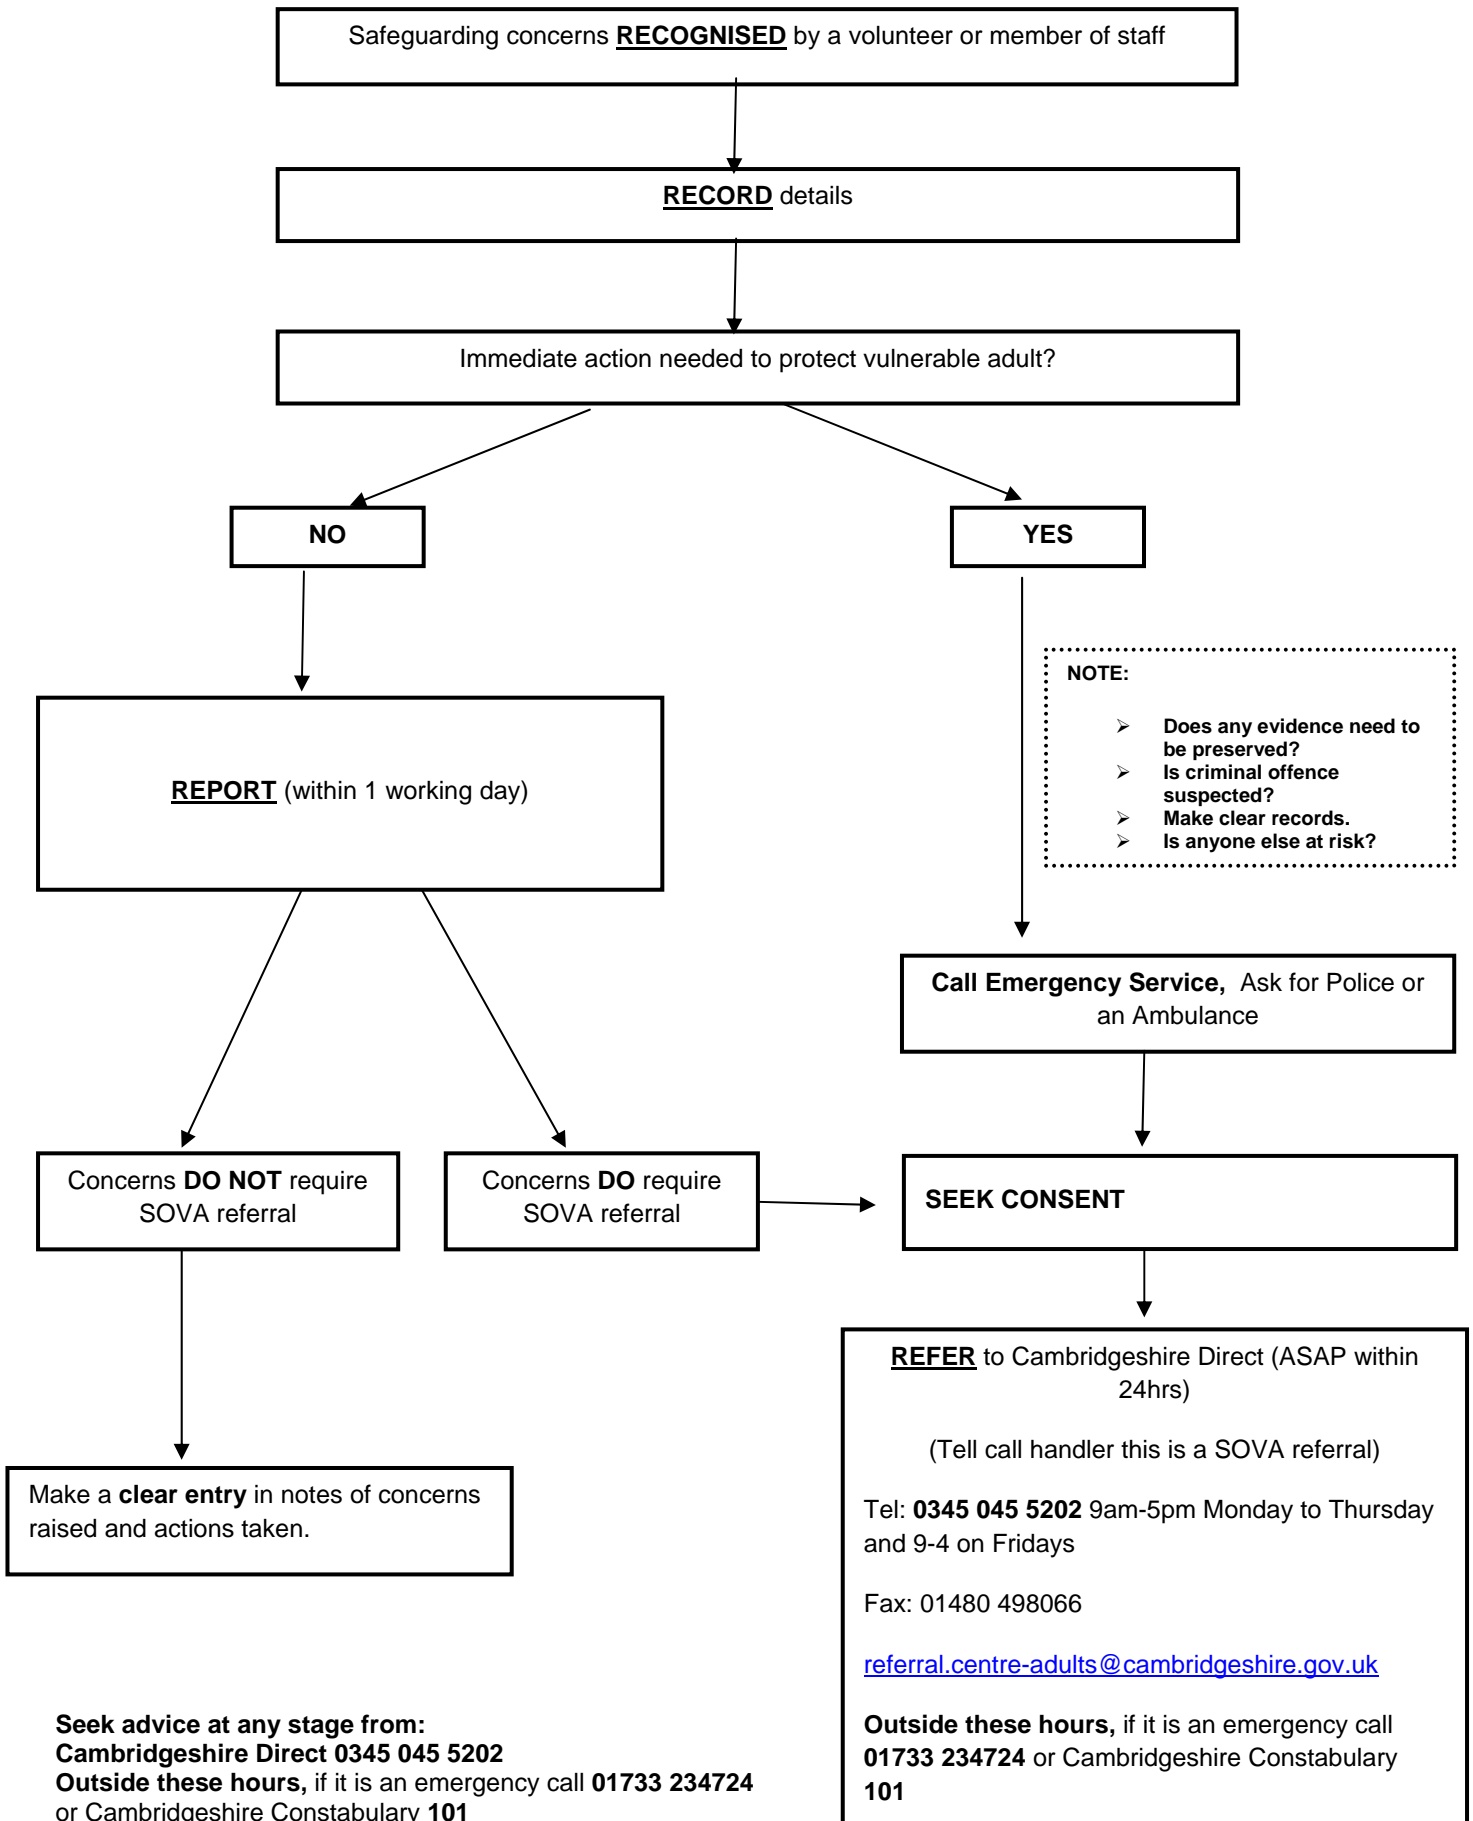 Safeguarding concerns RECOGNISED by a volunteer or member of staff
RECORD details
Immediate action needed to protect vulnerable adult?
NO
YES
NOTE:
➢ Does any evidence need to
be preserved?
➢ Is criminal offence
suspected?
➢ Make clear records.
➢ Is anyone else at risk?
REPORT (within 1 working day)
Call Emergency Service, Ask for Police or
an Ambulance
Concerns DO NOT require
SOVA referral
Concerns DO require
SOVA referral
SEEK CONSENT
REFER to Cambridgeshire Direct (ASAP within
24hrs)
(Tell call handler this is a SOVA referral)
Tel: 0345 045 5202 9am-5pm Monday to Thursday
and 9-4 on Fridays
Fax: 01480 498066
referral.centre-adults@cambridgeshire.gov.uk
Outside these hours, if it is an emergency call
01733 234724 or Cambridgeshire Constabulary
101
Make a clear entry in notes of concerns
raised and actions taken.
Seek advice at any stage from:
Cambridgeshire Direct 0345 045 5202
Outside these hours, if it is an emergency call 01733 234724
or Cambridgeshire Constabulary 101